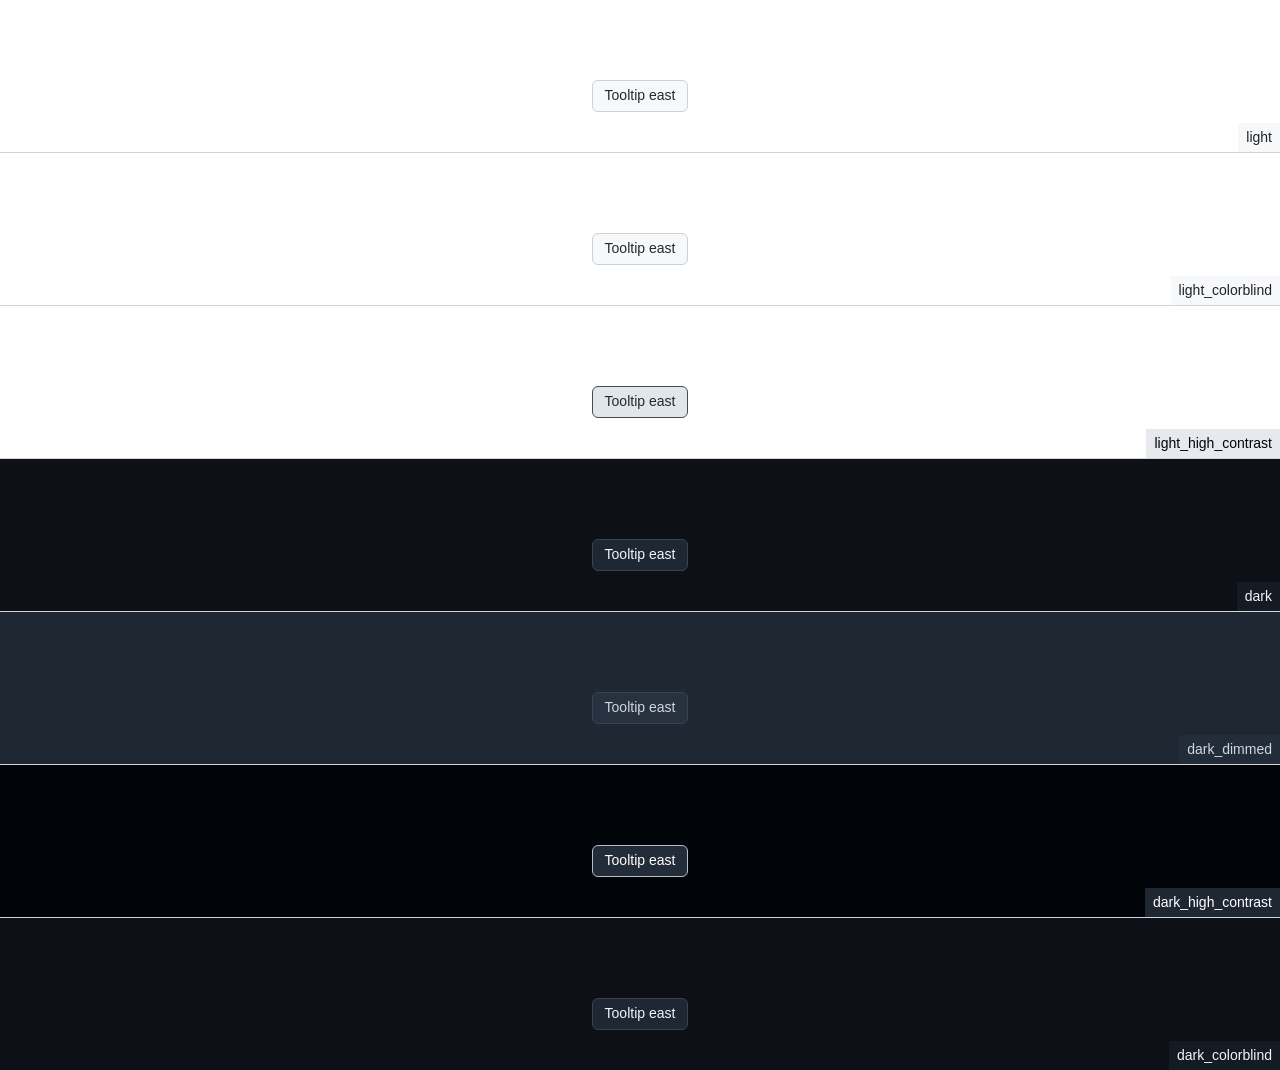 Tooltip east
light
Tooltip east
light_colorblind
Tooltip east
light_high_contrast
Tooltip east
dark
Tooltip east
dark_dimmed
Tooltip east
dark_high_contrast
Tooltip east
dark_colorblind